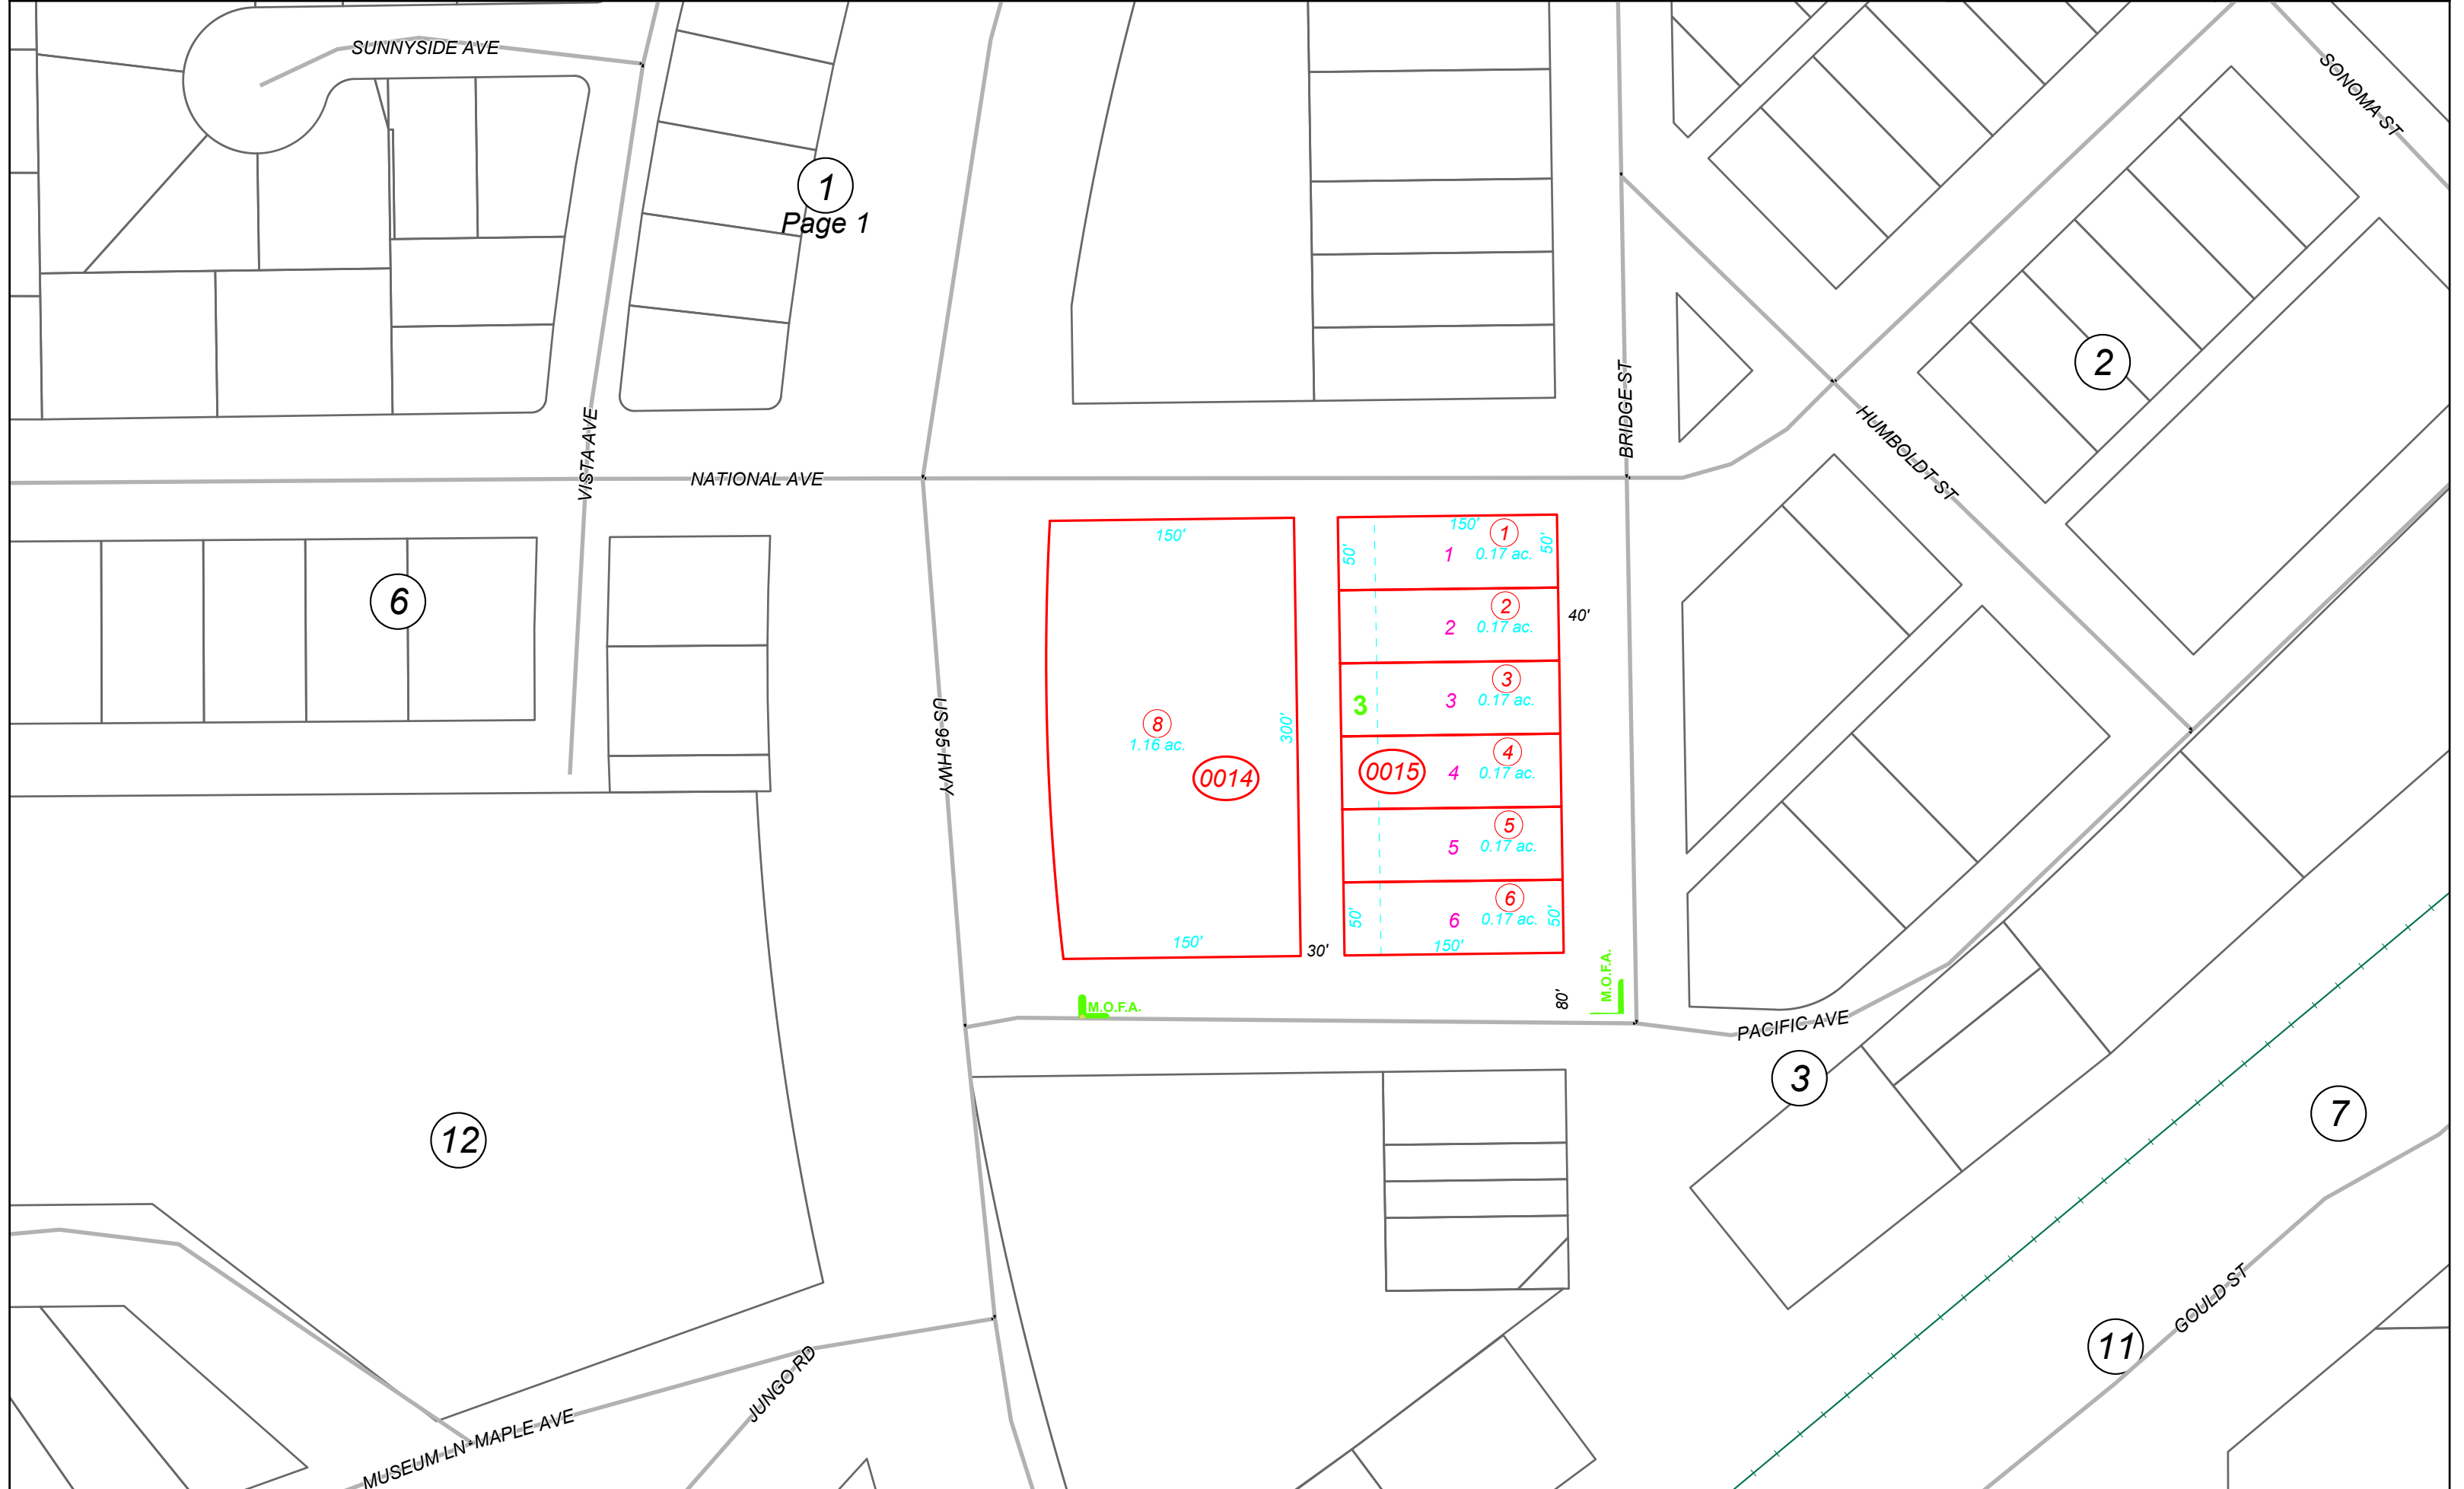 SUNNYSIDE AVE
SONOMA ST
1
Page 1
2
BRIDGE ST
HUMBOLDT ST
VISTA AVE
NATIONAL AVE
6
150'
150'
1
50'
1
0.17 ac.
50'
2
2
0.17 ac.
40'
3
3
3
0.17 ac.
8
1.16 ac.
300'
0014
0015
4
4
0.17 ac.
5
5
0.17 ac.
6
50'
6
0.17 ac.
50'
150'
150'
30'
US 95 HWY
M.O.F.A.
80'
M.O.F.A.
PACIFIC AVE
3
7
12
GOULD ST
11
JUNGO RD
MUSEUM LN
MAPLE AVE